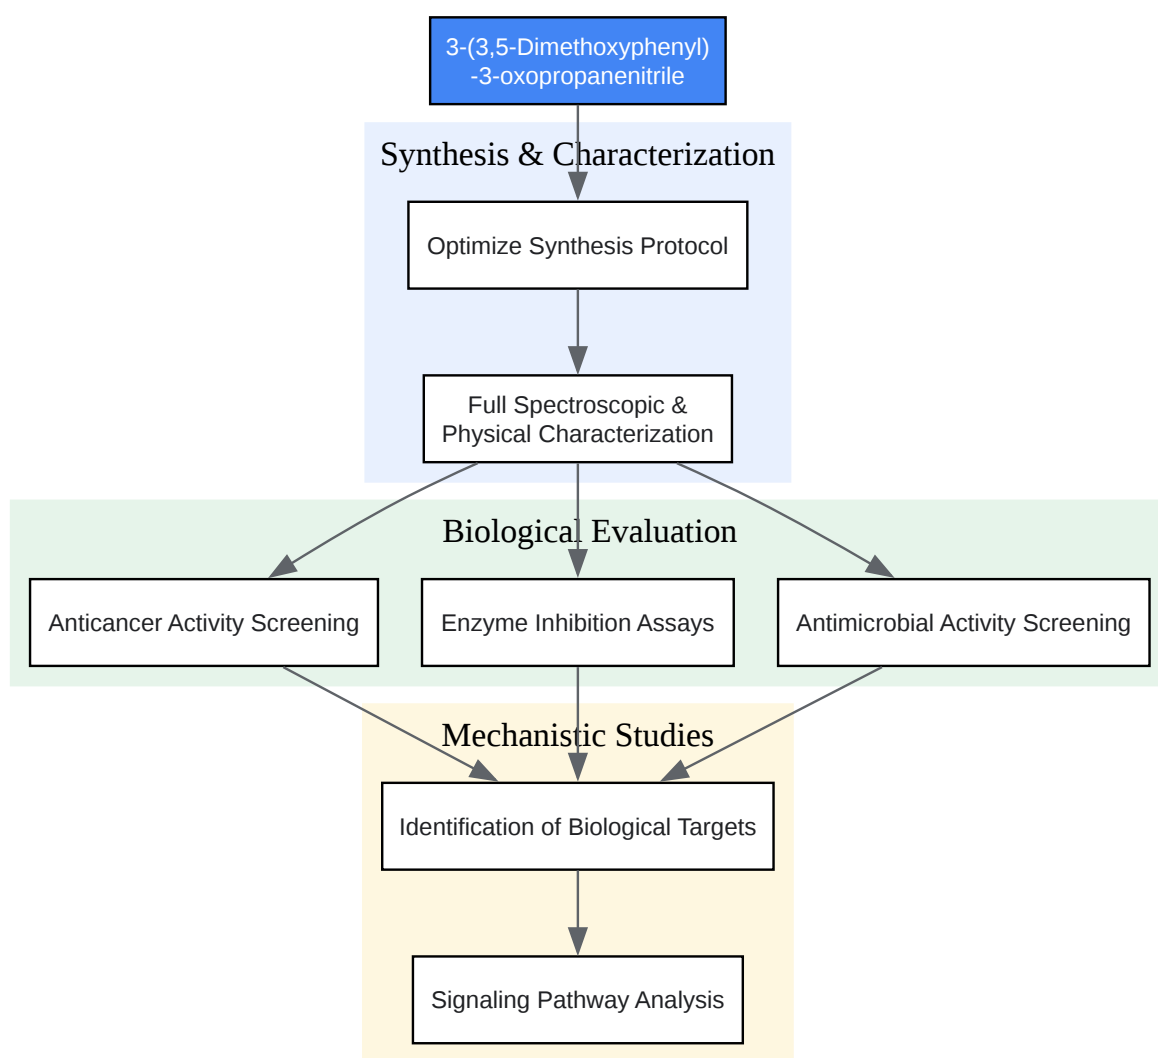 3-(3,5-Dimethoxyphenyl)
-3-oxopropanenitrile
Synthesis & Characterization
Optimize Synthesis Protocol
Full Spectroscopic &
Physical Characterization
Biological Evaluation
Anticancer Activity Screening
Enzyme Inhibition Assays
Antimicrobial Activity Screening
Mechanistic Studies
Identification of Biological Targets
Signaling Pathway Analysis